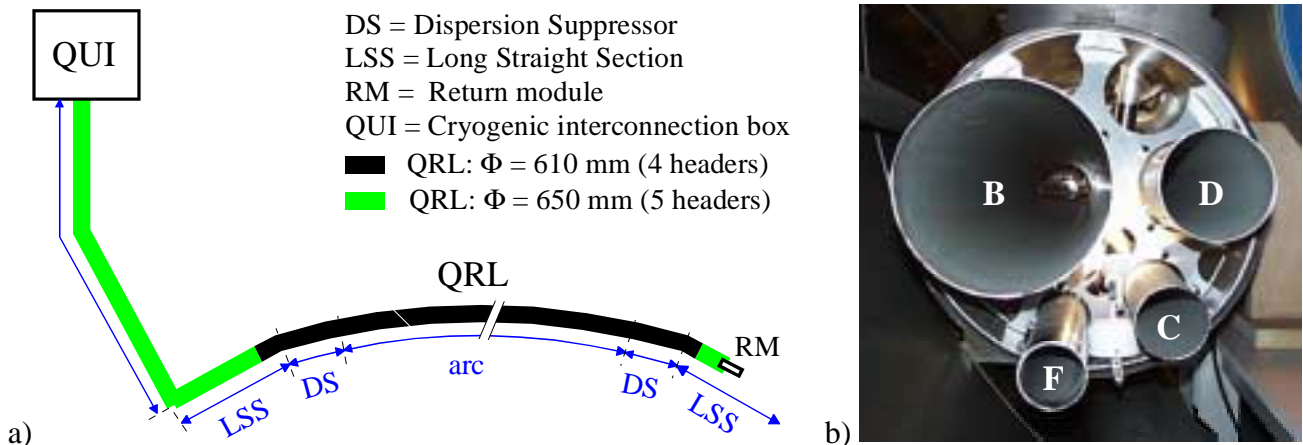 QUI
DS = Dispersion Suppressor
LSS = Long Straight Section
RM = Return module
QUI = Cryogenic interconnection box
QRL: Φ = 610 mm (4 headers)
QRL: Φ = 650 mm (5 headers)
QRL
RM
arc
DS
DS
LSS
LSS
a)
b)
B
D
C
F